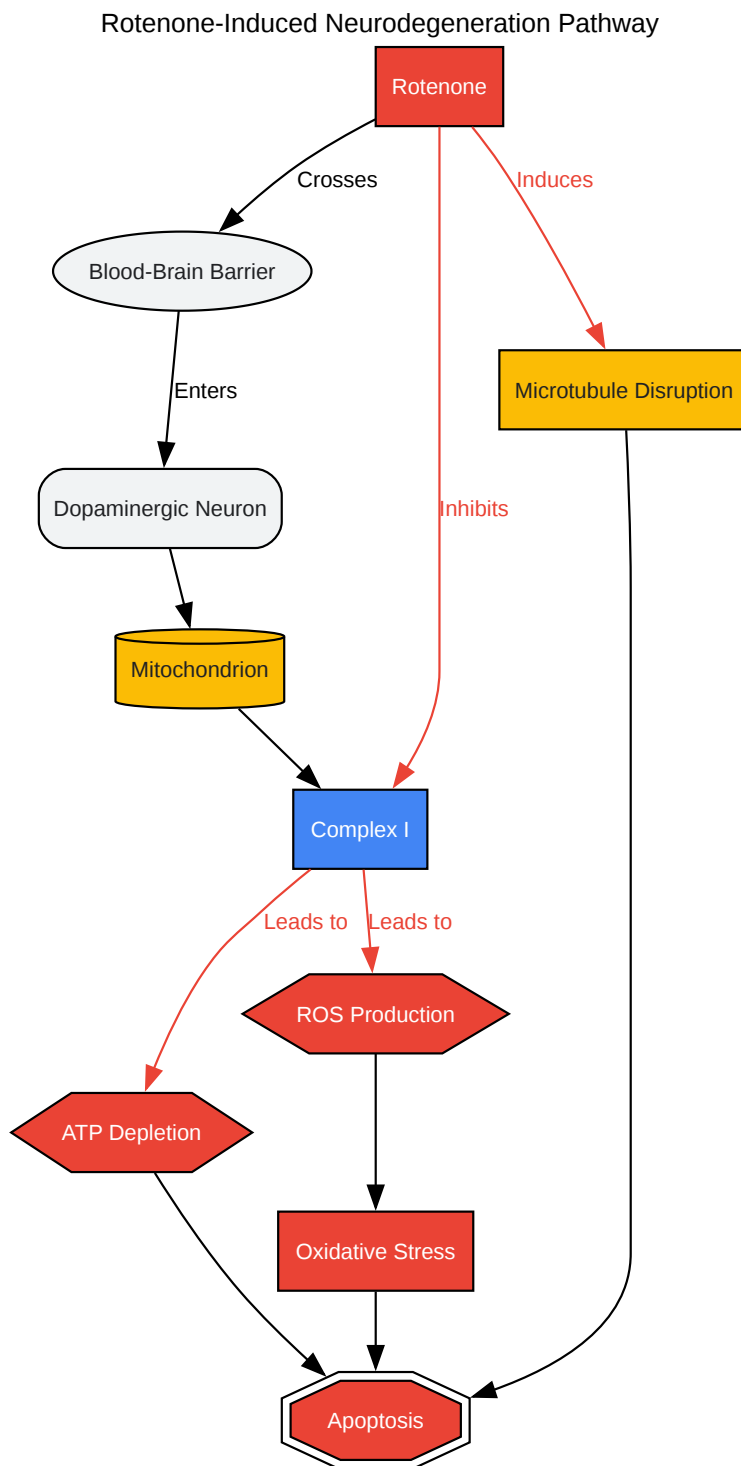 Rotenone-Induced Neurodegeneration Pathway
Rotenone
Crosses
Induces
Blood-Brain Barrier
Microtubule Disruption
Enters
Dopaminergic Neuron
Inhibits
Mitochondrion
Complex I
Leads to
Leads to
ROS Production
ATP Depletion
Oxidative Stress
Apoptosis